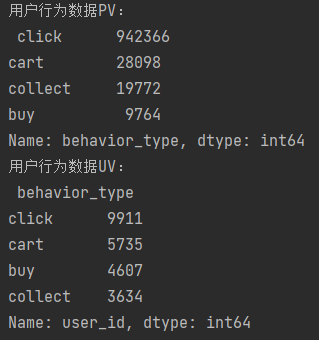 用户行为数据PV：
click      942366
cart        28098
collect     19772
buy          9764
Name: behavior_type, dtype: int64
用户行为数据UV：
behavior_type
click      9911
cart       5735
buy        4607
collect    3634
Name: user_id, dtype: int64